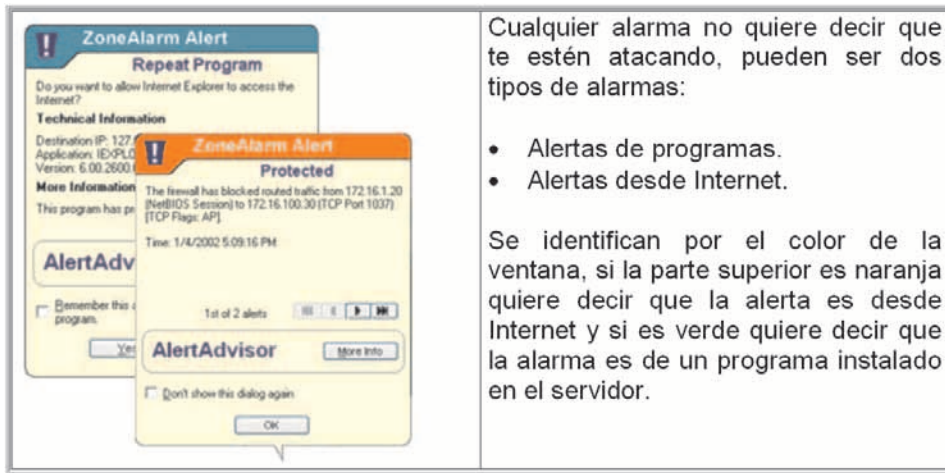 ZoneAlarm Alert
Repeat Program
Do you want to allow Internet Explorer to access the
Internet?
Technical Information
Destination IP: 127.
Application: IEXPLO
Version: 6.00.2600.
More Information
This program has pr
AlertAdv
Remember this a
program.
Yes
ZoneAlarm Alert
Protected
The firewall has blocked routed traffic from 172.16.1.20
(NetBIOS Session) to 172.16.100.30 (TCP Port 1037)
[TCP Flags: AP].
Time: 1/4/2002 5:09:16 PM
1st of 2 alerts
AlertAdvisor
More Info
Don't show this dialog again
OK
Cualquier alarma no quiere decir que
te estén atacando, pueden ser dos
tipos de alarmas:
• Alertas de programas.
• Alertas desde Internet.
Se identifican por el color de la
ventana, si la parte superior es naranja
quiere decir que la alerta es desde
Internet y si es verde quiere decir que
la alarma es de un programa instalado
en el servidor.